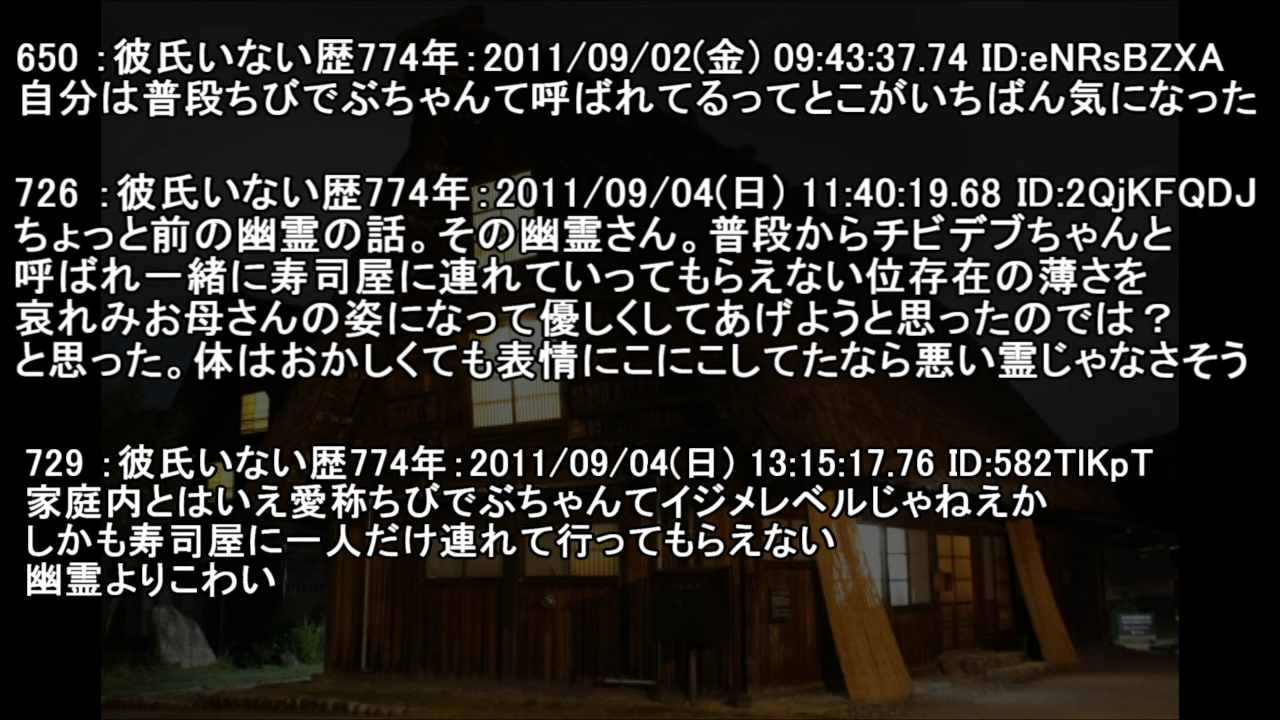 650 ：彼氏いない歴774年：2011/09/02(金) 09:43:37.74 ID:eNRsBZXA
自分は普段ちびでぶちゃんて呼ばれてるってとこがいちばん気になった
726 ：彼氏いない歴774年：2011/09/04(日) 11:40:19.68 ID:2QjKFQDJ
ちょっと前の幽霊の話。その幽霊さん。普段からチビデブちゃんと
呼ばれ一緒に寿司屋に連れていってもらえない位存在の薄さを
哀れみお母さんの姿になって優しくしてあげようと思ったのでは？
と思った。体はおかしくても表情にこにこしてたなら悪い霊じゃなさそう
729 ：彼氏いない歴774年：2011/09/04(日) 13:15:17.76 ID:582TlKpT
家庭内とはいえ愛称ちびでぶちゃんてイジメレベルじゃねえか
しかも寿司屋に一人だけ連れて行ってもらえない
幽霊よりこわい